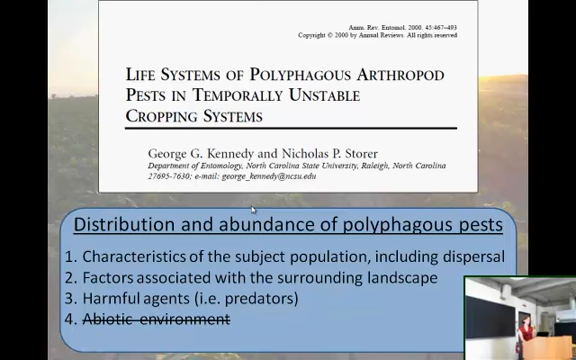 Annu. Rev. Entomol. 2000. 45:467–493
Copyright © 2000 by Annual Reviews. All rights reserved
LIFE SYSTEMS OF POLYPHAGOUS ARTHROPOD
PESTS IN TEMPORALLY UNSTABLE
CROPPING SYSTEMS
George G. Kennedy and Nicholas P. Storer
Department of Entomology, North Carolina State University, Raleigh, North Carolina
27695-7630; e-mail: george_kennedy@ncsu.edu
Distribution and abundance of polyphagous pests
1. Characteristics of the subject population, including dispersal
2. Factors associated with the surrounding landscape
3. Harmful agents (i.e. predators)
4. Abiotic environment